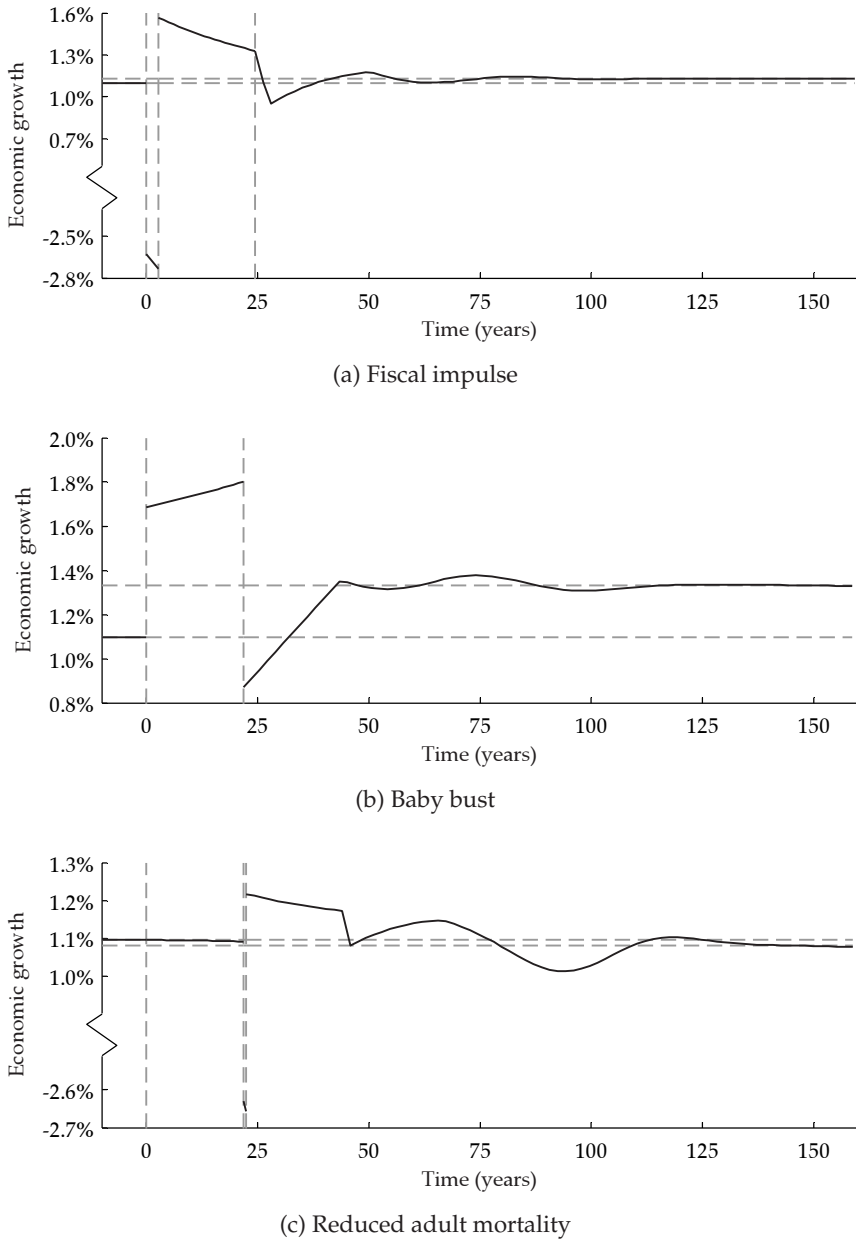 1.6%
1.3%
1.0%
0.7%
-2.5%
-2.8%
Economic growth
0 25 50 75 100 125 150
Time (years)
(a) Fiscal impulse
2.0%
1.8%
1.6%
1.4%
1.2%
1.0%
0.8%
Economic growth
0 25 50 75 100 125 150
Time (years)
(b) Baby bust
1.3%
1.2%
1.1%
1.0%
-2.6%
-2.7%
Economic growth
0 25 50 75 100 125 150
Time (years)
(c) Reduced adult mortality